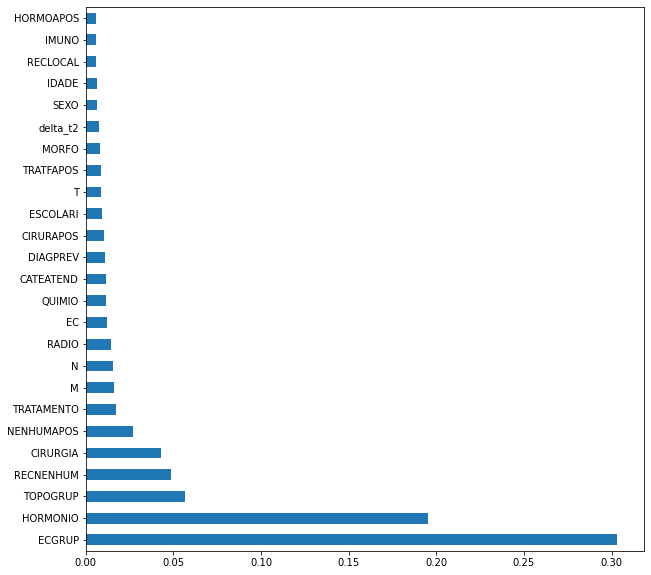 HORMOAPOS
IMUNO
RECLOCAL
IDADE
SEXO
delta_t2
MORFO
TRATFAPOS
T
ESCOLARI
CIRURAPOS
DIAGPREV
CATEATEND
QUIMIO
EC
RADIO
N
M
TRATAMENTO
NENHUMAPOS
CIRURGIA
RECNENHUM
TOPOGRUP
HORMONIO
ECGRUP
0.00 0.05 0.10 0.15 0.20 0.25 0.30